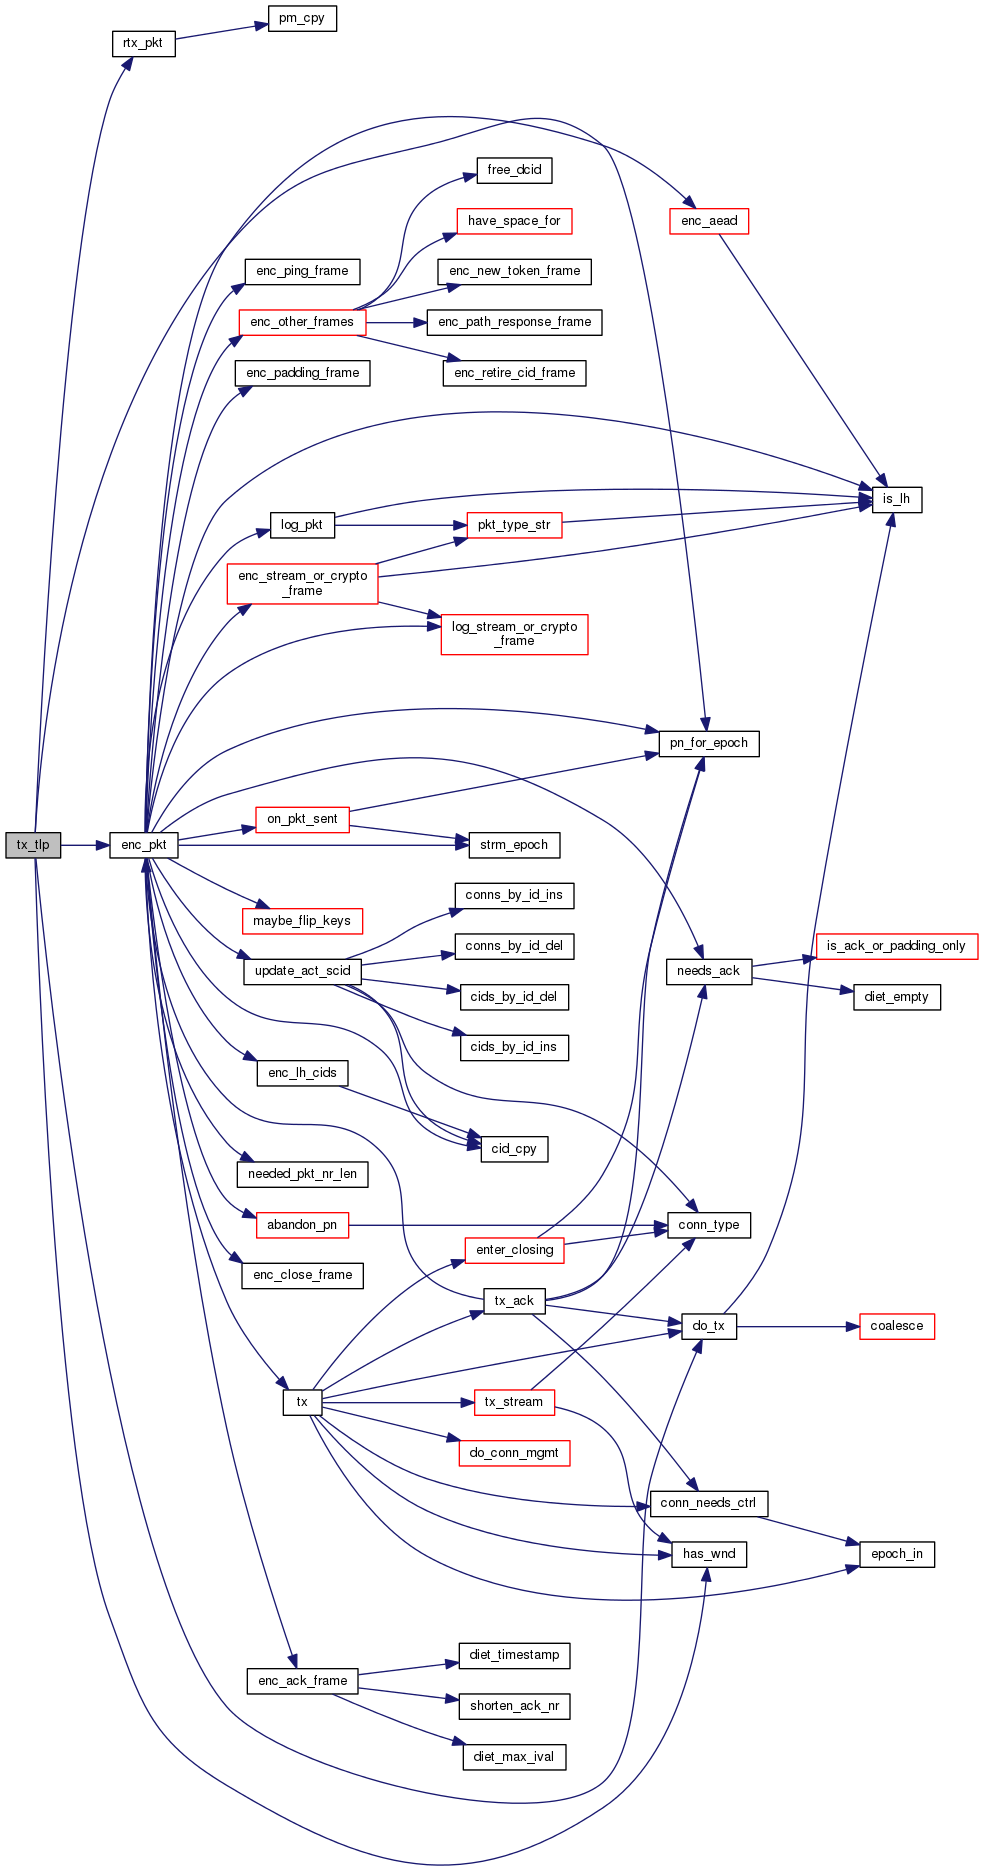 pm_cpy
rtx_pkt
free_dcid
have_space_for
enc_aead
enc_ping_frame
enc_new_token_frame
enc_other_frames
enc_path_response_frame
enc_padding_frame
enc_retire_cid_frame
is_lh
log_pkt
pkt_type_str
enc_stream_or_crypto
_frame
log_stream_or_crypto
_frame
pn_for_epoch
on_pkt_sent
tx_tlp
enc_pkt
strm_epoch
conns_by_id_ins
maybe_flip_keys
conns_by_id_del
is_ack_or_padding_only
update_act_scid
needs_ack
cids_by_id_del
diet_empty
cids_by_id_ins
enc_lh_cids
cid_cpy
needed_pkt_nr_len
abandon_pn
conn_type
enter_closing
enc_close_frame
tx_ack
do_tx
coalesce
tx
tx_stream
do_conn_mgmt
conn_needs_ctrl
has_wnd
epoch_in
diet_timestamp
enc_ack_frame
shorten_ack_nr
diet_max_ival